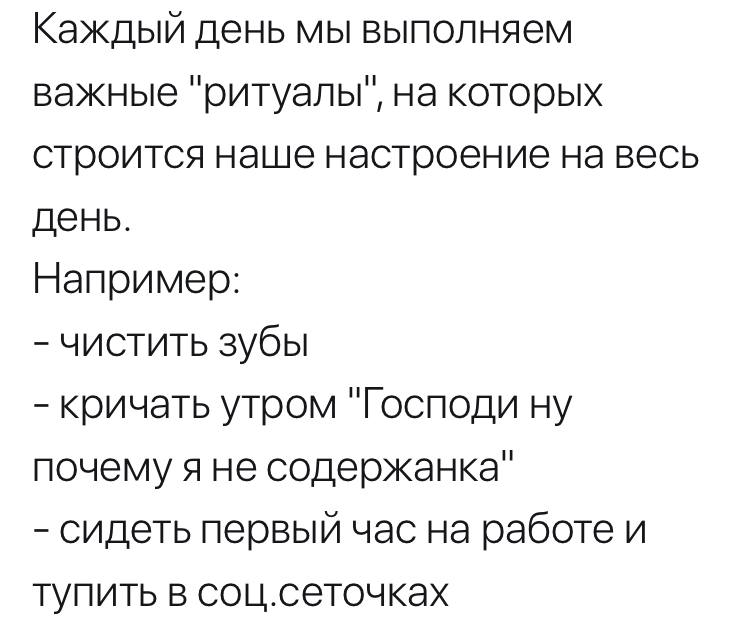 Каждый день мы выполняем
важные "ритуалы", на которых
строится наше настроение на весь
день.
Например:
- чистить зубы
- кричать утром "Господи ну
почему я не содержанка"
- сидеть первый час на работе и
тупить в соц.сеточках